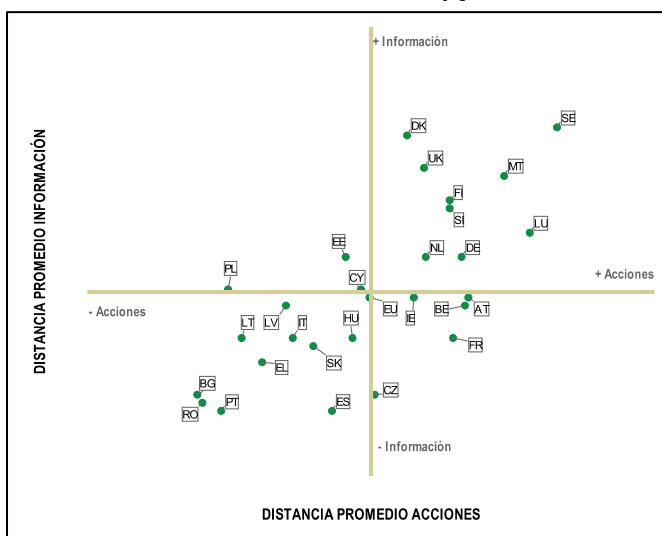 + Información
DISTANCIA PROMEDIO INFORMACIÓN
SE
DK
UK
MT
FI
SI
LU
EE
NL
DE
PL
CY
+ Acciones
- Acciones
EU
IE
BE
AT
LT
LV
IT
HU
FR
SK
EL
BG
CZ
RO
PT
ES
- Información
DISTANCIA PROMEDIO ACCIONES